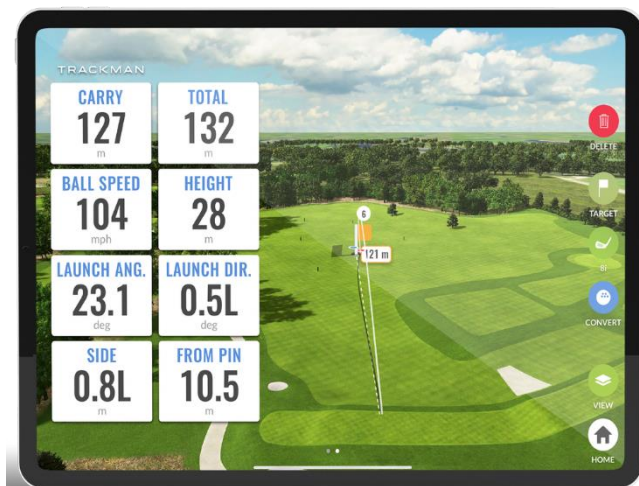 TRACKMAN
CARRY
127
m
TOTAL
132
m
BALL SPEED
104
mph
HEIGHT
28
m
LAUNCH ANG.
23.1
deg
LAUNCH DIR.
0.5L
deg
SIDE
0.8L
m
FROM PIN
10.5
m
6
121 m
DELETE
TARGET
8i
CONVERT
VIEW
HOME